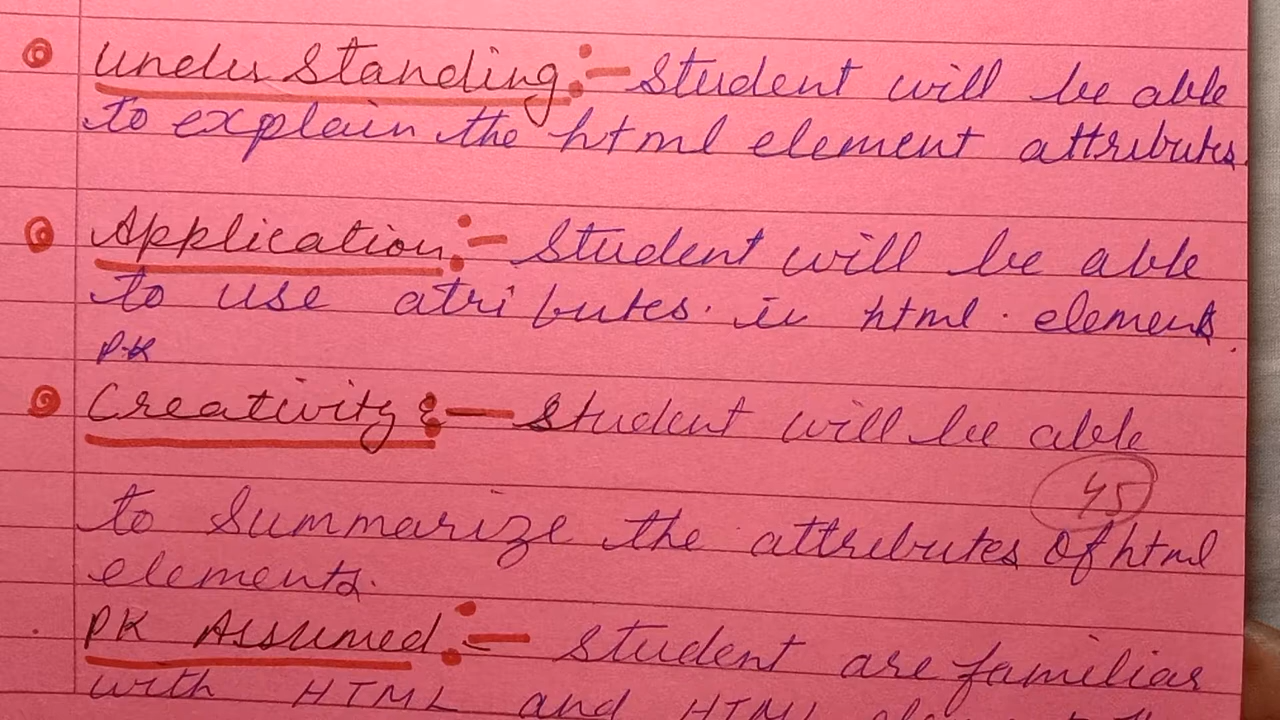 Understanding:- Student will be able
to explain the html element attributes.
Application:- Student will be able
to use atributes. in html. elements.
P.K
Creativity:- Student will be able
45
to Summarize the attributes of html
elements.
PK Assumed:- Student are familiar
with HTML and HTML